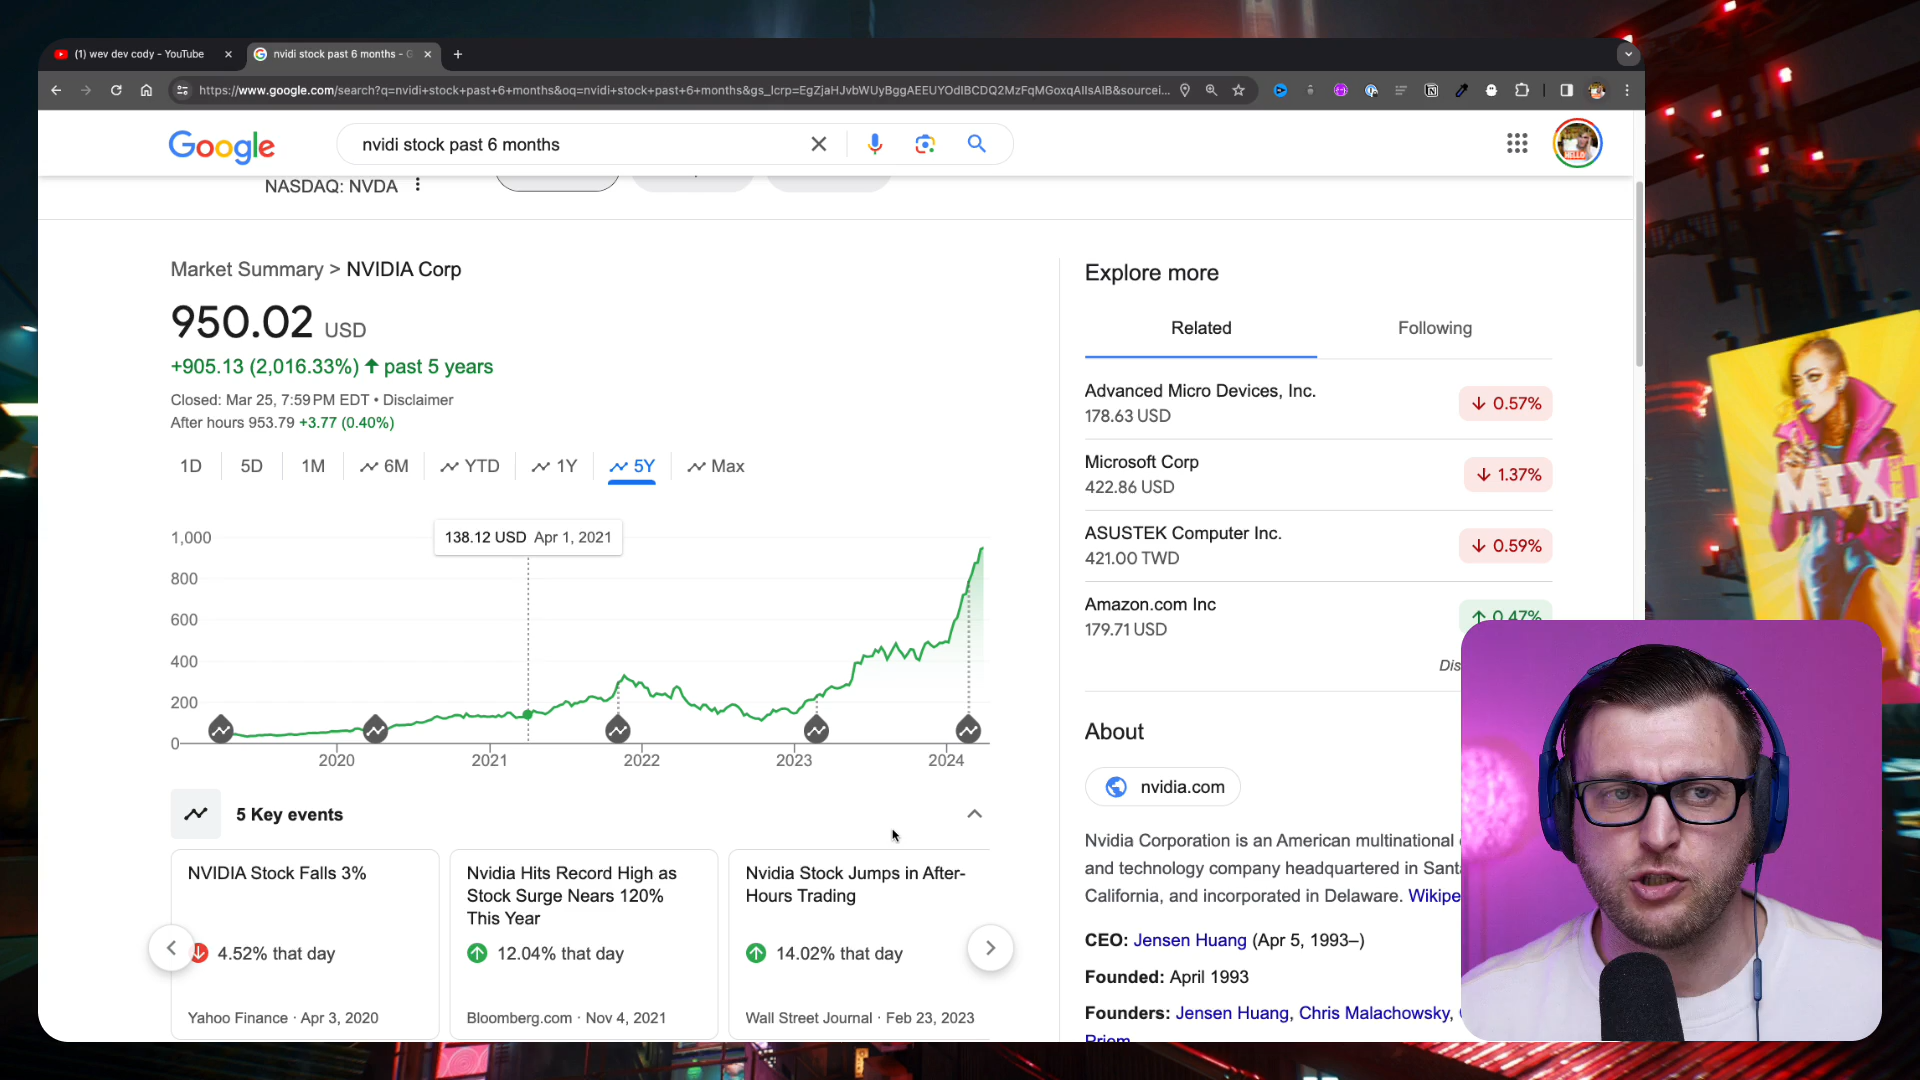 (1) wev dev cody - YouTube
nvidi stock past 6 months - G
https://www.google.com/search?q=nvidi+stock+past+6+months&oq=nvidi+stock+past+6+months&gs_lcrp=EgZjaHJvbWUyBggAEEUYOdIBCDQ2MzFqMGoxqAIIsAIB&sourcei...
Google
nvidi stock past 6 months
NASDAQ: NVDA
Market Summary > NVIDIA Corp
950.02 USD
+905.13 (2,016.33%) past 5 years
Closed: Mar 25, 7:59 PM EDT • Disclaimer
After hours 953.79 +3.77 (0.40%)
1D 5D 1M 6M YTD 1Y 5Y Max
138.12 USD Apr 1, 2021
1,000
800
600
400
200
0
2020 2021 2022 2023 2024
5 Key events
NVIDIA Stock Falls 3%
4.52% that day
Yahoo Finance · Apr 3, 2020
Nvidia Hits Record High as
Stock Surge Nears 120%
This Year
12.04% that day
Bloomberg.com · Nov 4, 2021
Nvidia Stock Jumps in After-
Hours Trading
14.02% that day
Wall Street Journal · Feb 23, 2023
Explore more
Related Following
Advanced Micro Devices, Inc.
178.63 USD
0.57%
Microsoft Corp
422.86 USD
1.37%
ASUSTEK Computer Inc.
421.00 TWD
0.59%
Amazon.com Inc
179.71 USD
0.47%
Dis
About
nvidia.com
Nvidia Corporation is an American multinational
and technology company headquartered in Sant
California, and incorporated in Delaware. Wikipe
CEO: Jensen Huang (Apr 5, 1993–)
Founded: April 1993
Founders: Jensen Huang, Chris Malachowsky,
Priem
MIX
UP